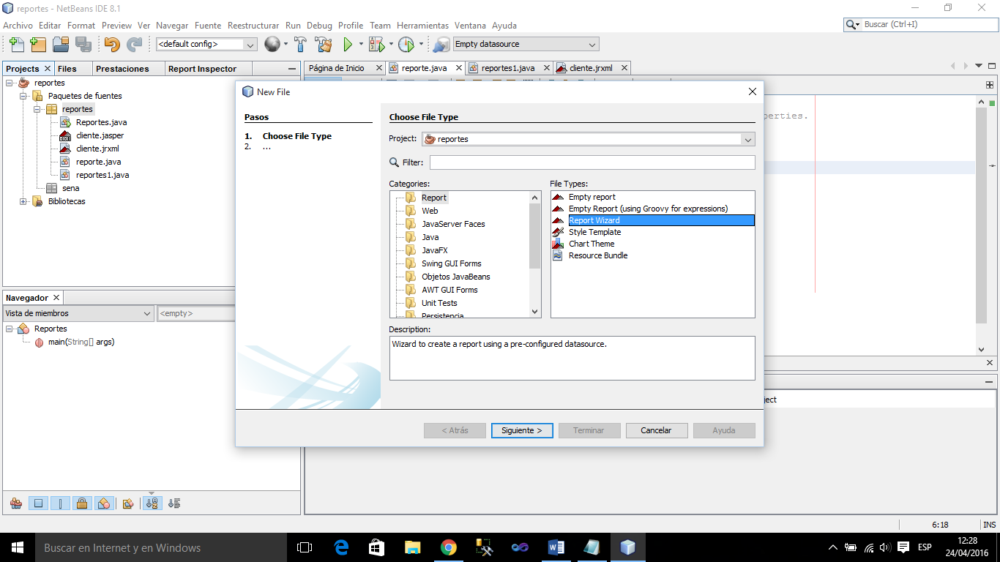 reportes - NetBeans IDE 8.1
Archivo Editar Format Preview Ver Navegar Fuente Reestructurar Run Debug Profile Team Herramientas Ventana Ayuda
Buscar (Ctrl+I)
<default config>
Empty datasource
Projects
Files
Prestaciones
Report Inspector
Página de Inicio
reporte.java
reportes1.java
cliente.jrxml
reportes
Paquetes de fuentes
reportes
Reportes.java
cliente.jasper
cliente.jrxml
reporte.java
reportes1.java
sena
Bibliotecas
perties.
New File
Pasos
1. Choose File Type
2. ...
Choose File Type
Project:
reportes
Filter:
Categories:
Report
Web
JavaServer Faces
Java
JavaFX
Swing GUI Forms
Objetos JavaBeans
AWT GUI Forms
Unit Tests
Persistencia
File Types:
Empty report
Empty Report (using Groovy for expressions)
Report Wizard
Style Template
Chart Theme
Resource Bundle
Description:
Wizard to create a report using a pre-configured datasource.
< Atrás
Siguiente >
Terminar
Cancelar
Ayuda
Navegador
Vista de miembros
<empty>
Reportes
main(String[] args)
ject
6:18
INS
Buscar en Internet y en Windows
ESP
12:28
24/04/2016